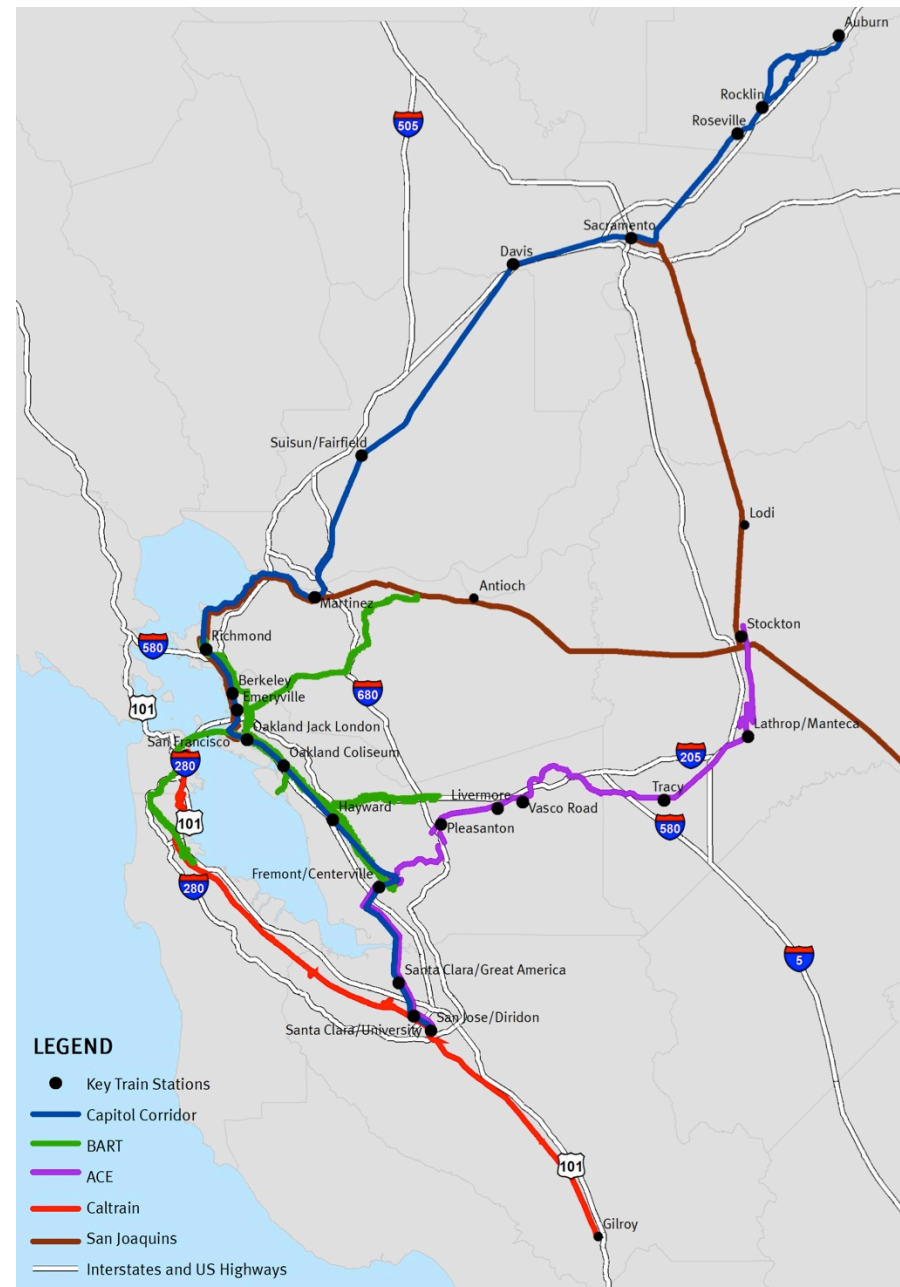 Auburn
Rocklin
Roseville
505
Sacramento
Davis
Suisun/Fairfield
Lodi
Antioch
Martinez
Stockton
Richmond
580
Berkeley
680
Emeryville
101
Oakland Jack London
Lathrop/Manteca
San Francisco
Oakland Coliseum
205
280
Livermore
Vasco Road
Tracy
Hayward
101
580
Pleasanton
Fremont/Centerville
280
5
Santa Clara/Great America
San Jose/Diridon
Santa Clara/University
LEGEND
Key Train Stations
Capitol Corridor
BART
ACE
101
Caltrain
Gilroy
San Joaquins
Interstates and US Highways